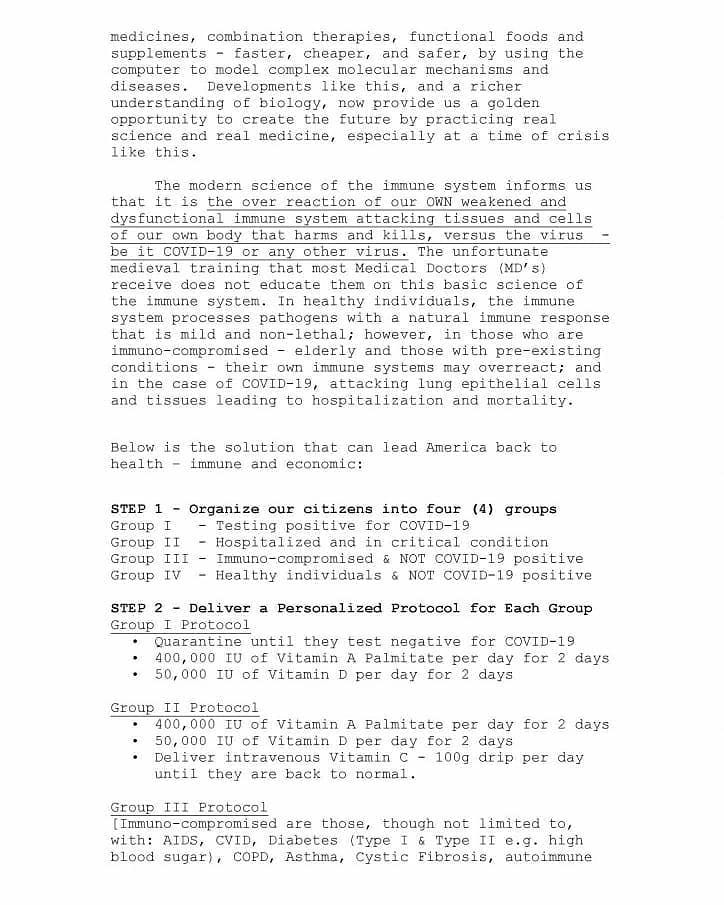 medicines, combination therapies, functional foods and
supplements - faster, cheaper, and safer, by using the
computer to model complex molecular mechanisms and
diseases.  Developments like this, and a richer
understanding of biology, now provide us a golden
opportunity to create the future by practicing real
science and real medicine, especially at a time of crisis
like this.
The modern science of the immune system informs us
that it is the over reaction of our OWN weakened and
dysfunctional immune system attacking tissues and cells
of our own body that harms and kills, versus the virus  -
be it COVID-19 or any other virus. The unfortunate
medieval training that most Medical Doctors (MD's)
receive does not educate them on this basic science of
the immune system. In healthy individuals, the immune
system processes pathogens with a natural immune response
that is mild and non-lethal; however, in those who are
immuno-compromised - elderly and those with pre-existing
conditions - their own immune systems may overreact; and
in the case of COVID-19, attacking lung epithelial cells
and tissues leading to hospitalization and mortality.
Below is the solution that can lead America back to
health – immune and economic:
STEP 1 - Organize our citizens into four (4) groups
Group I   - Testing positive for COVID-19
Group II  - Hospitalized and in critical condition
Group III - Immuno-compromised & NOT COVID-19 positive
Group IV  - Healthy individuals & NOT COVID-19 positive
STEP 2 - Deliver a Personalized Protocol for Each Group
Group I Protocol
• Quarantine until they test negative for COVID-19
• 400,000 IU of Vitamin A Palmitate per day for 2 days
• 50,000 IU of Vitamin D per day for 2 days
Group II Protocol
• 400,000 IU of Vitamin A Palmitate per day for 2 days
• 50,000 IU of Vitamin D per day for 2 days
• Deliver intravenous Vitamin C - 100g drip per day
until they are back to normal.
Group III Protocol
[Immuno-compromised are those, though not limited to,
with: AIDS, CVID, Diabetes (Type I & Type II e.g. high
blood sugar), COPD, Asthma, Cystic Fibrosis, autoimmune